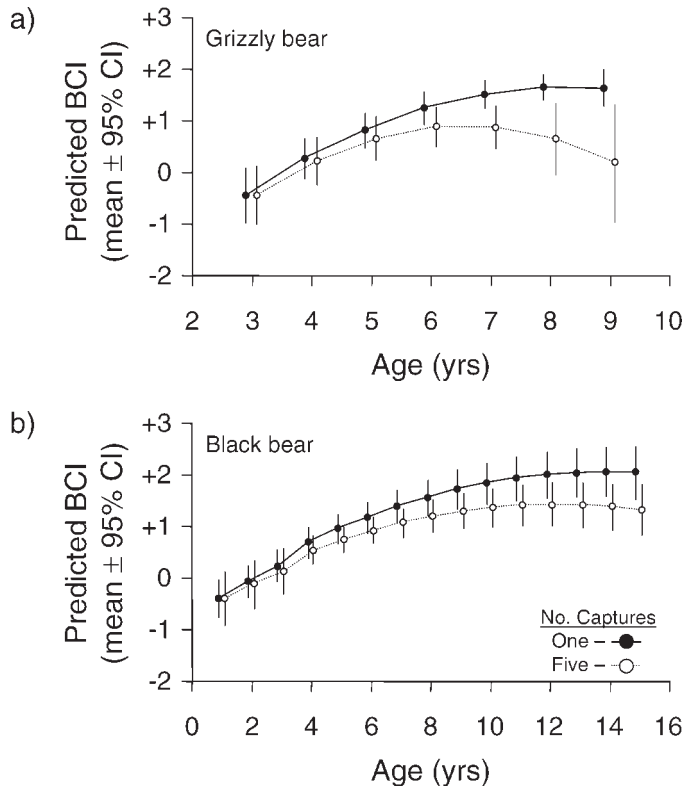 a)
Grizzly bear
+3
+2
+1
0
-1
-2
Predicted BCI
(mean ± 95% CI)
2 3 4 5 6 7 8 9 10
Age (yrs)
b)
Black bear
+3
+2
+1
0
-1
-2
Predicted BCI
(mean ± 95% CI)
No. Captures
One
Five
0 2 4 6 8 10 12 14 16
Age (yrs)